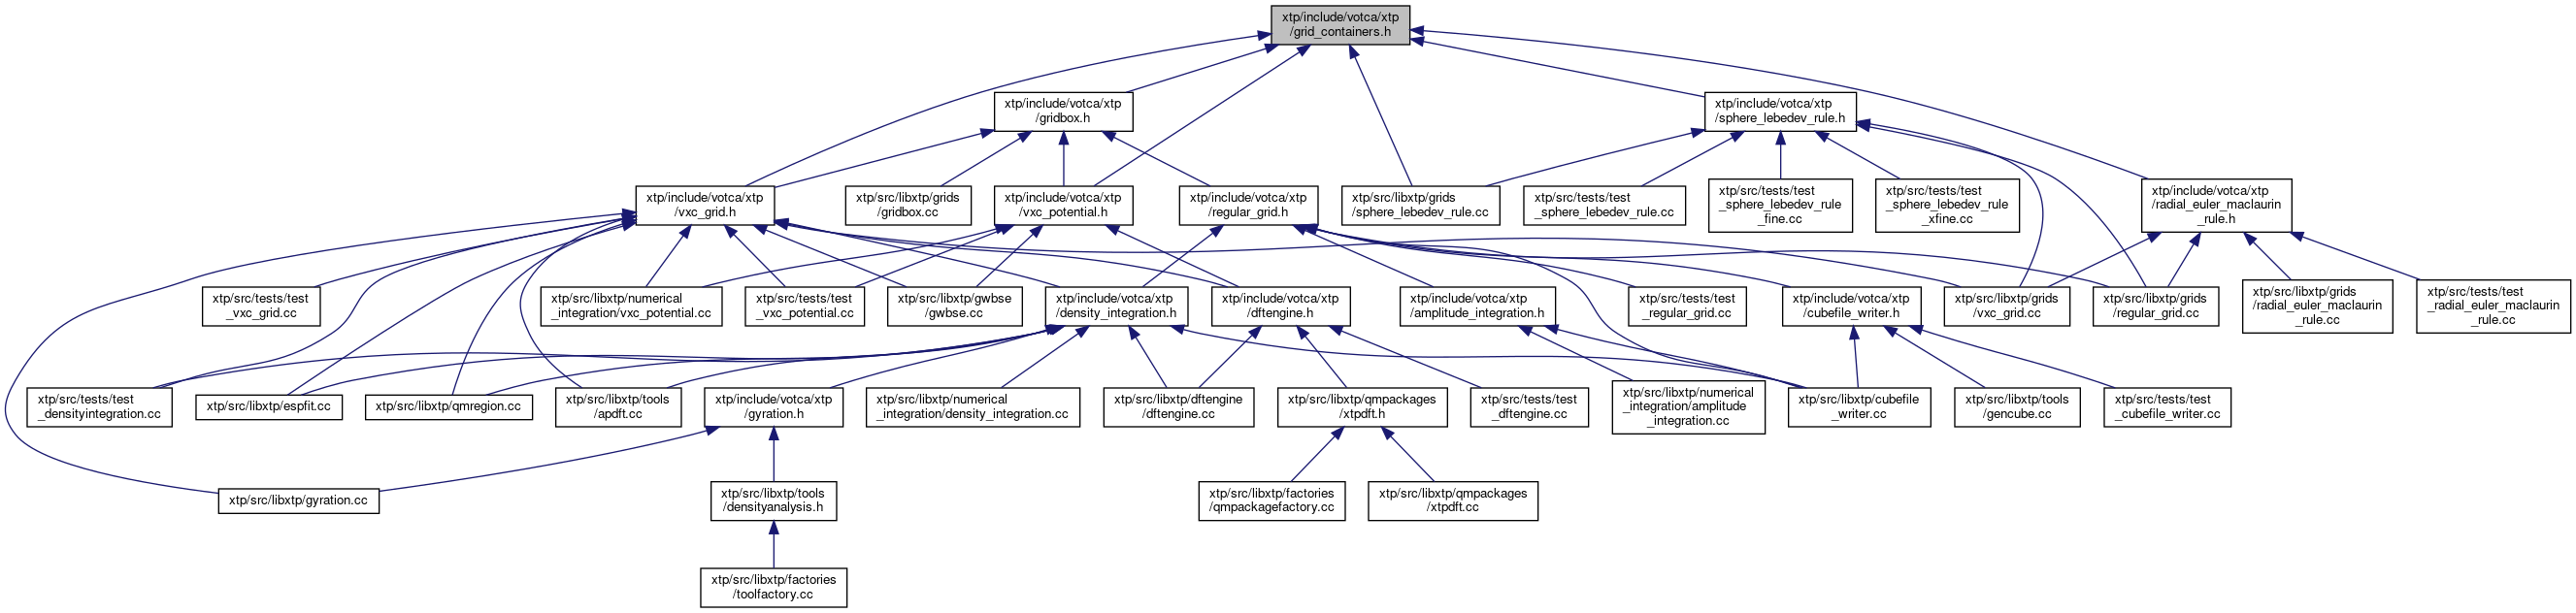 xtp/include/votca/xtp
/grid_containers.h
xtp/include/votca/xtp
/gridbox.h
xtp/include/votca/xtp
/sphere_lebedev_rule.h
xtp/include/votca/xtp
/vxc_grid.h
xtp/src/libxtp/grids
/gridbox.cc
xtp/include/votca/xtp
/vxc_potential.h
xtp/include/votca/xtp
/regular_grid.h
xtp/src/libxtp/grids
/sphere_lebedev_rule.cc
xtp/src/tests/test
_sphere_lebedev_rule.cc
xtp/src/tests/test
_sphere_lebedev_rule
_fine.cc
xtp/src/tests/test
_sphere_lebedev_rule
_xfine.cc
xtp/include/votca/xtp
/radial_euler_maclaurin
_rule.h
xtp/src/tests/test
_vxc_grid.cc
xtp/src/libxtp/numerical
_integration/vxc_potential.cc
xtp/src/tests/test
_vxc_potential.cc
xtp/src/libxtp/gwbse
/gwbse.cc
xtp/include/votca/xtp
/density_integration.h
xtp/include/votca/xtp
/dftengine.h
xtp/include/votca/xtp
/amplitude_integration.h
xtp/src/tests/test
_regular_grid.cc
xtp/include/votca/xtp
/cubefile_writer.h
xtp/src/libxtp/grids
/vxc_grid.cc
xtp/src/libxtp/grids
/regular_grid.cc
xtp/src/libxtp/grids
/radial_euler_maclaurin
_rule.cc
xtp/src/tests/test
_radial_euler_maclaurin
_rule.cc
xtp/src/tests/test
_densityintegration.cc
xtp/src/libxtp/espfit.cc
xtp/src/libxtp/qmregion.cc
xtp/src/libxtp/tools
/apdft.cc
xtp/include/votca/xtp
/gyration.h
xtp/src/libxtp/numerical
_integration/density_integration.cc
xtp/src/libxtp/dftengine
/dftengine.cc
xtp/src/libxtp/qmpackages
/xtpdft.h
xtp/src/tests/test
_dftengine.cc
xtp/src/libxtp/numerical
_integration/amplitude
_integration.cc
xtp/src/libxtp/cubefile
_writer.cc
xtp/src/libxtp/tools
/gencube.cc
xtp/src/tests/test
_cubefile_writer.cc
xtp/src/libxtp/gyration.cc
xtp/src/libxtp/tools
/densityanalysis.h
xtp/src/libxtp/factories
/qmpackagefactory.cc
xtp/src/libxtp/qmpackages
/xtpdft.cc
xtp/src/libxtp/factories
/toolfactory.cc